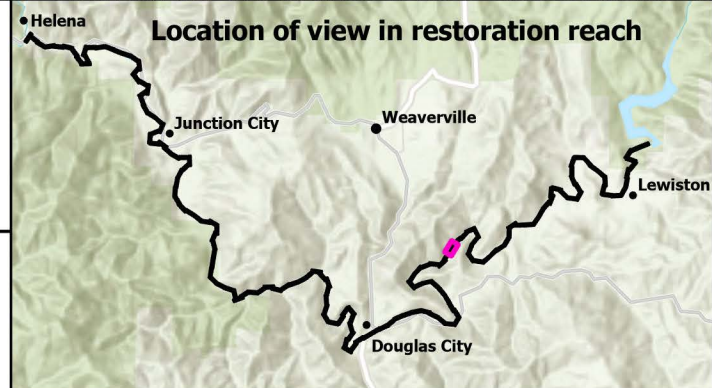 Helena
Location of view in restoration reach
Junction City
Weaverville
Lewiston
Douglas City